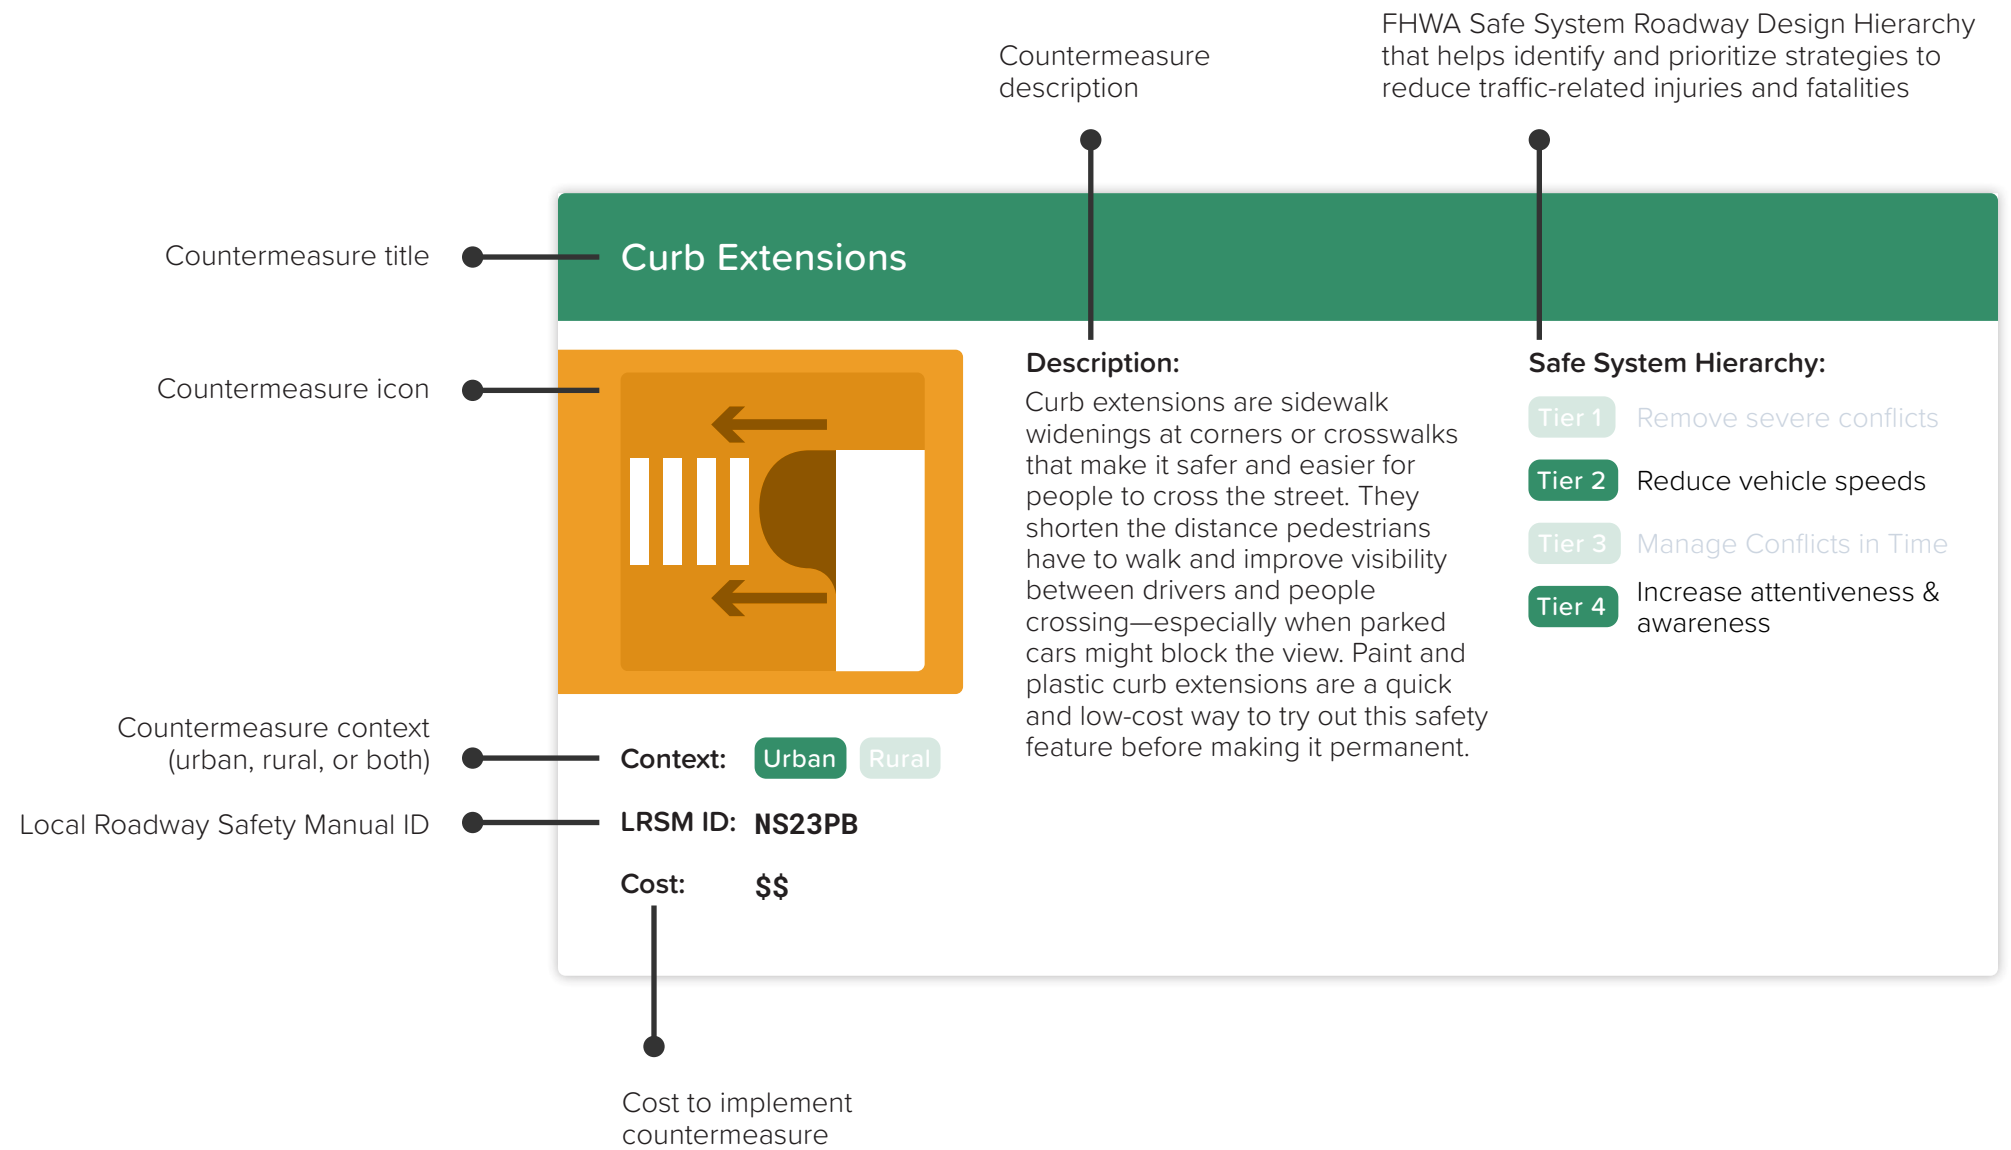 Countermeasure
description
FHWA Safe System Roadway Design Hierarchy
that helps identify and prioritize strategies to
reduce traffic-related injuries and fatalities
Countermeasure title
Curb Extensions
Countermeasure icon
Description:
Curb extensions are sidewalk
widenings at corners or crosswalks
that make it safer and easier for
people to cross the street. They
shorten the distance pedestrians
have to walk and improve visibility
between drivers and people
crossing—especially when parked
cars might block the view. Paint and
plastic curb extensions are a quick
and low-cost way to try out this safety
feature before making it permanent.
Safe System Hierarchy:
Tier 1 Remove severe conflicts
Tier 2 Reduce vehicle speeds
Tier 3 Manage Conflicts in Time
Tier 4 Increase attentiveness &
awareness
Countermeasure context
(urban, rural, or both)
Context: Urban Rural
Local Roadway Safety Manual ID
LRSM ID: NS23PB
Cost: $$
Cost to implement
countermeasure